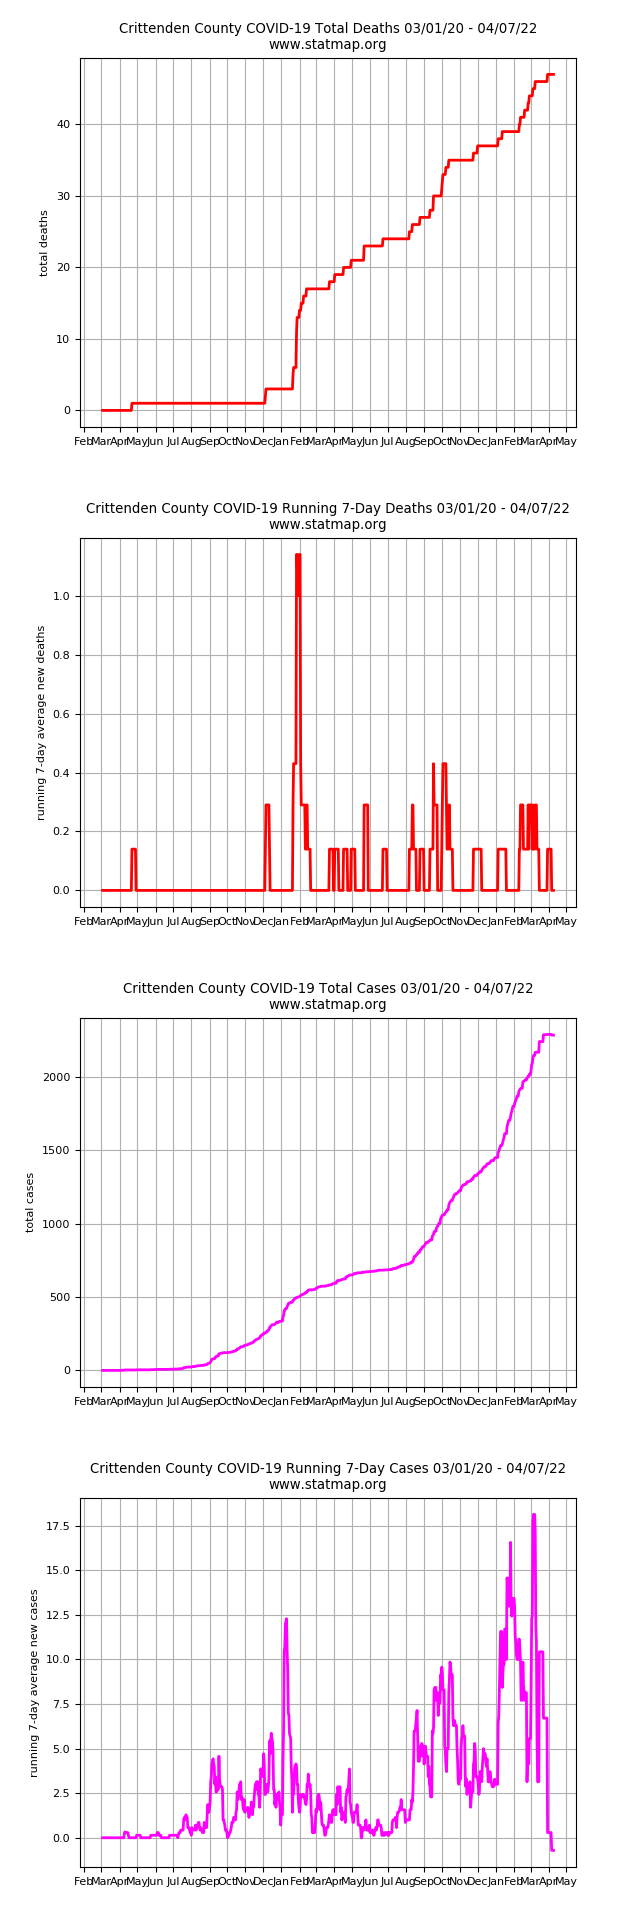 Crittenden County COVID-19 Total Deaths 03/01/20 - 04/07/22
www.statmap.org
40
30
20
10
0
total deaths
Feb Mar Apr May Jun Jul Aug Sep Oct Nov Dec Jan Feb Mar Apr May Jun Jul Aug Sep Oct Nov Dec Jan Feb Mar Apr May
Crittenden County COVID-19 Running 7-Day Deaths 03/01/20 - 04/07/22
www.statmap.org
1.0
0.8
0.6
0.4
0.2
0.0
running 7-day average new deaths
Feb Mar Apr May Jun Jul Aug Sep Oct Nov Dec Jan Feb Mar Apr May Jun Jul Aug Sep Oct Nov Dec Jan Feb Mar Apr May
Crittenden County COVID-19 Total Cases 03/01/20 - 04/07/22
www.statmap.org
2000
1500
1000
500
0
total cases
Feb Mar Apr May Jun Jul Aug Sep Oct Nov Dec Jan Feb Mar Apr May Jun Jul Aug Sep Oct Nov Dec Jan Feb Mar Apr May
Crittenden County COVID-19 Running 7-Day Cases 03/01/20 - 04/07/22
www.statmap.org
17.5
15.0
12.5
10.0
7.5
5.0
2.5
0.0
running 7-day average new cases
Feb Mar Apr May Jun Jul Aug Sep Oct Nov Dec Jan Feb Mar Apr May Jun Jul Aug Sep Oct Nov Dec Jan Feb Mar Apr May